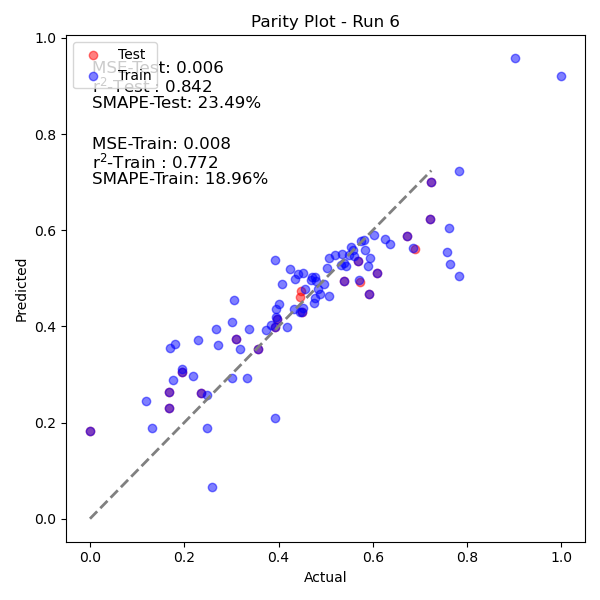 Parity Plot - Run 6
Test
Train
MSE-Test: 0.006
r²-Test : 0.842
SMAPE-Test: 23.49%
MSE-Train: 0.008
r²-Train : 0.772
SMAPE-Train: 18.96%
Predicted
1.0
0.8
0.6
0.4
0.2
0.0
0.0 0.2 0.4 0.6 0.8 1.0
Actual